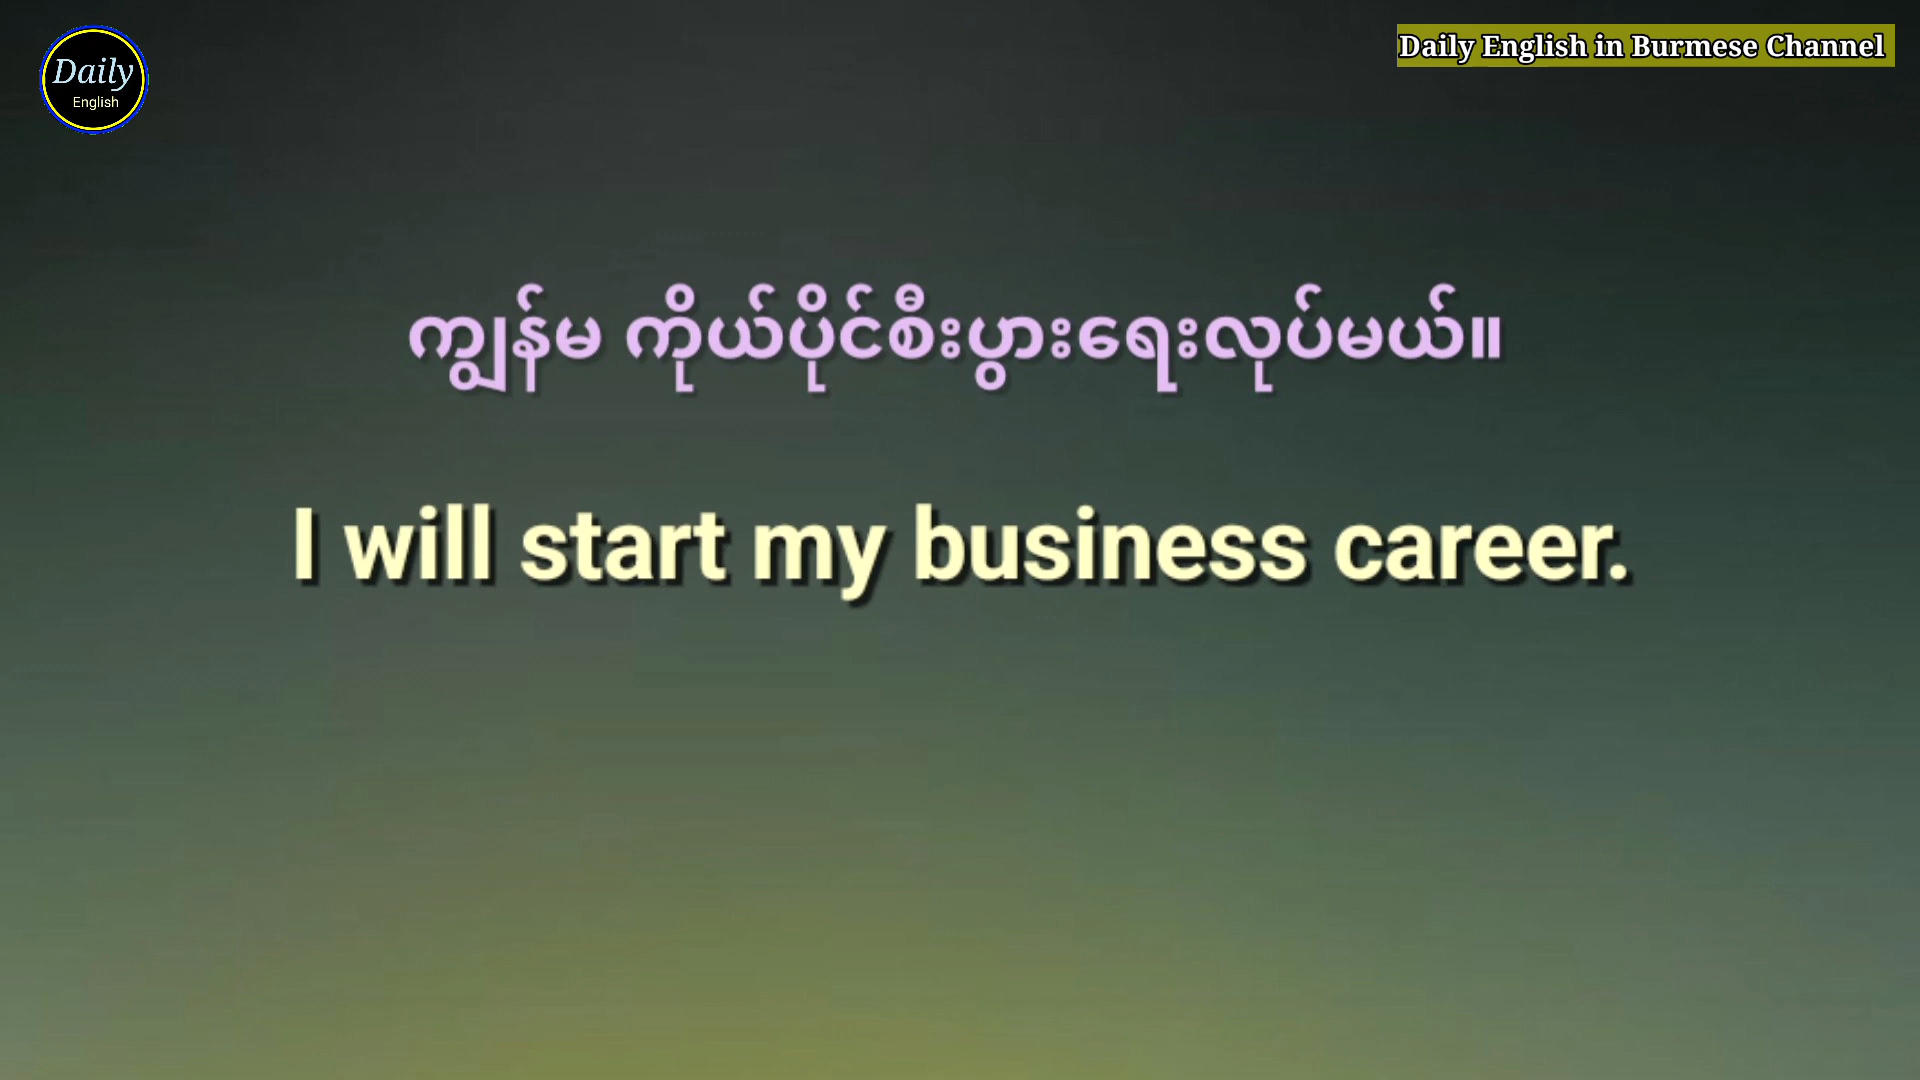 Daily
English
Daily English in Burmese Channel
ကျွန်မ ကိုယ်ပိုင်စီးပွားရေးလုပ်မယ်။
I will start my business career.